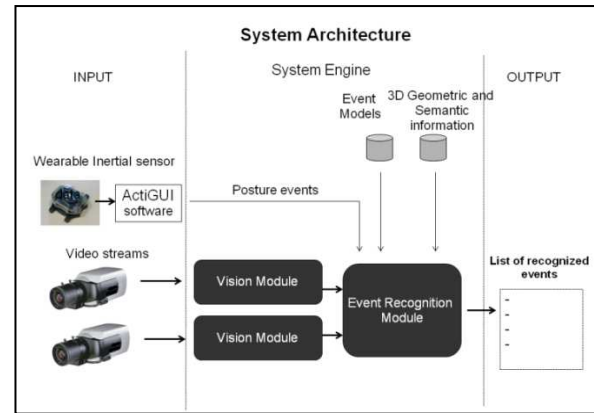 System Architecture
INPUT
System Engine
OUTPUT
Event
Models
3D Geometric and
Semantic
information
Wearable Inertial sensor
ActiGUI
software
Posture events
Video streams
Vision Module
Vision Module
Event Recognition
Module
List of recognized
events
-
-
-
-